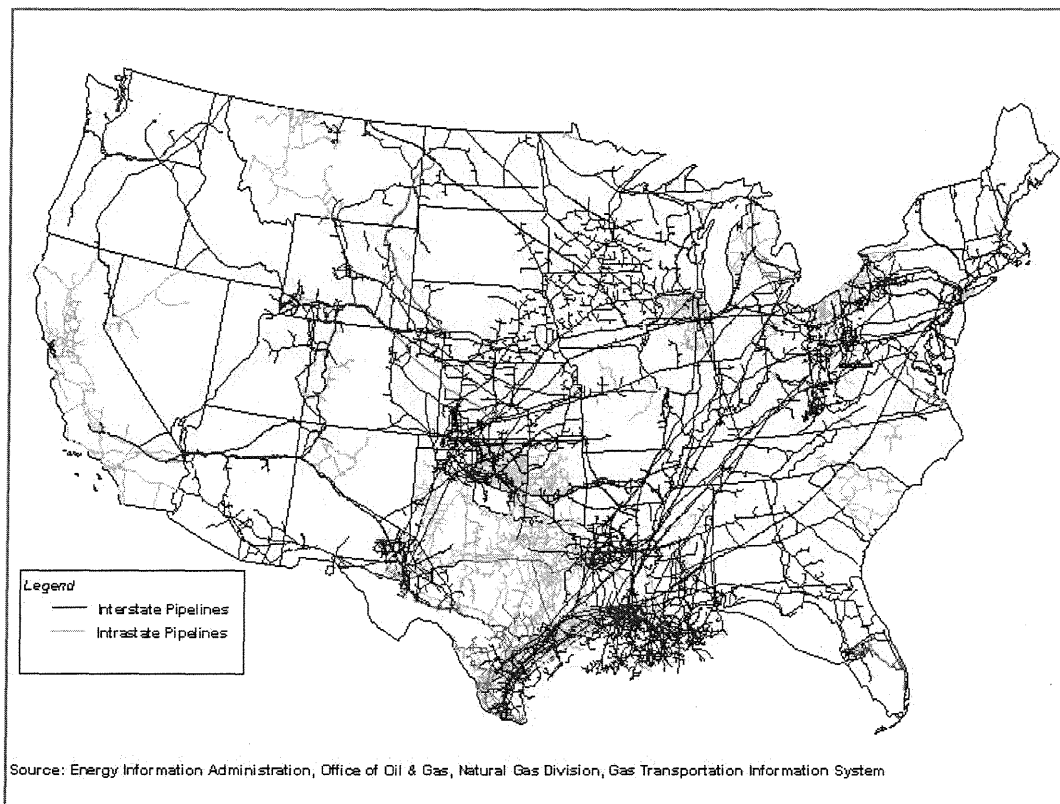 Legend
Interstate Pipelines
Intrastate Pipelines
Source: Energy Information Administration, Office of Oil & Gas, Natural Gas Division, Gas Transportation Information System